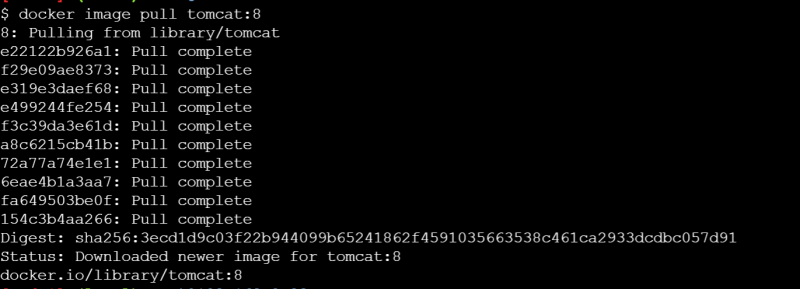 $ docker image pull tomcat:8
8: Pulling from library/tomcat
e22122b926a1: Pull complete
f29e09ae8373: Pull complete
e319e3daef68: Pull complete
e499244fe254: Pull complete
f3c39da3e61d: Pull complete
a8c6215cb41b: Pull complete
72a77a74e1e1: Pull complete
6eae4b1a3aa7: Pull complete
fa649503be0f: Pull complete
154c3b4aa266: Pull complete
Digest: sha256:3ecd1d9c03f22b944099b65241862f4591035663538c461ca2933dcdbc057d91
Status: Downloaded newer image for tomcat:8
docker.io/library/tomcat:8